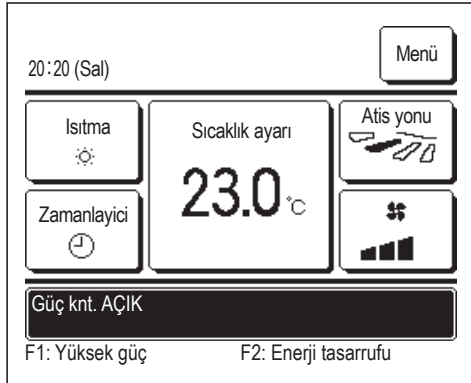 Menü
20:20 (Sal)
Isıtma
Sıcaklık ayarı
Atis yonu
23.0 °C
Zamanlayici
Güç knt. AÇIK
F1: Yüksek güç
F2: Enerji tasarrufu